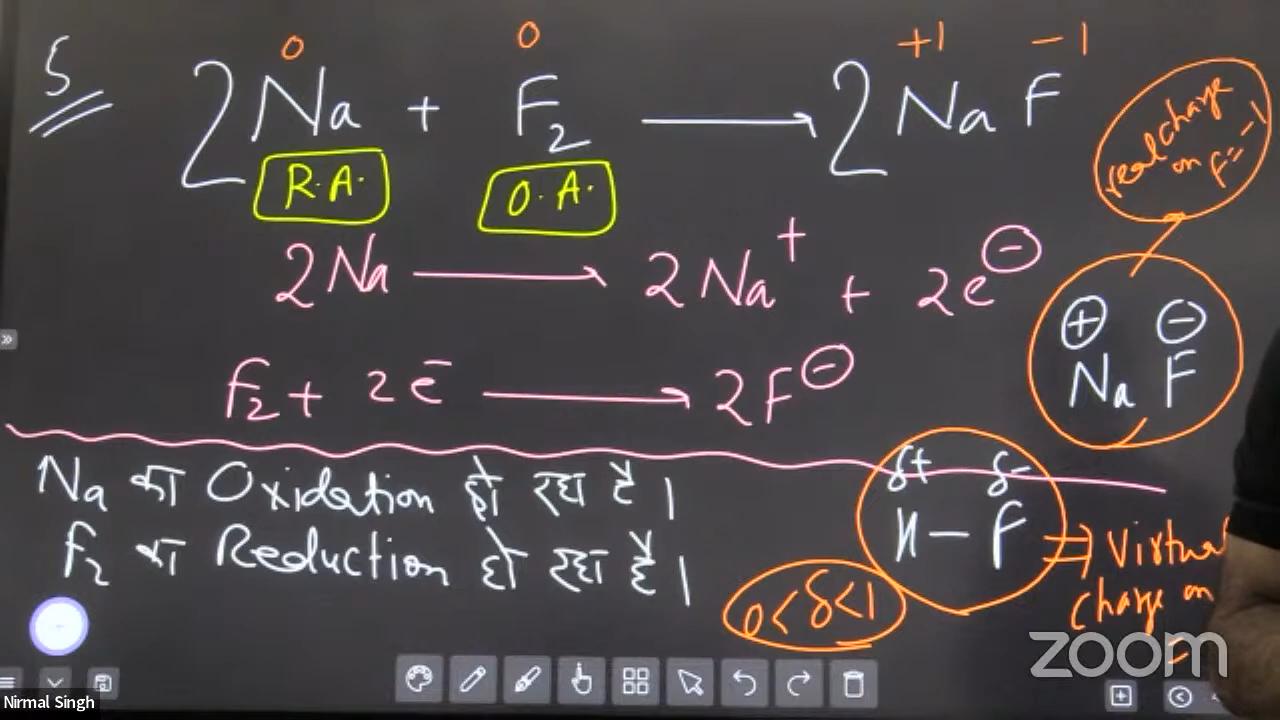 5
0 0 +1 -1
2Na + F₂ ⟶ 2NaF
R.A. O.A.
real charge
on F = -1
2Na ⟶ 2Na⁺ + 2e⊖
⊕ ⊖
Na F
F₂ + 2e⁻ ⟶ 2F⊖
Na का Oxidation हो रहा है।
F₂ का Reduction हो रहा है।
δ+ δ-
H - F ⇒ Virtual
Charge on
=
0<δ<1
zoom
Nirmal Singh